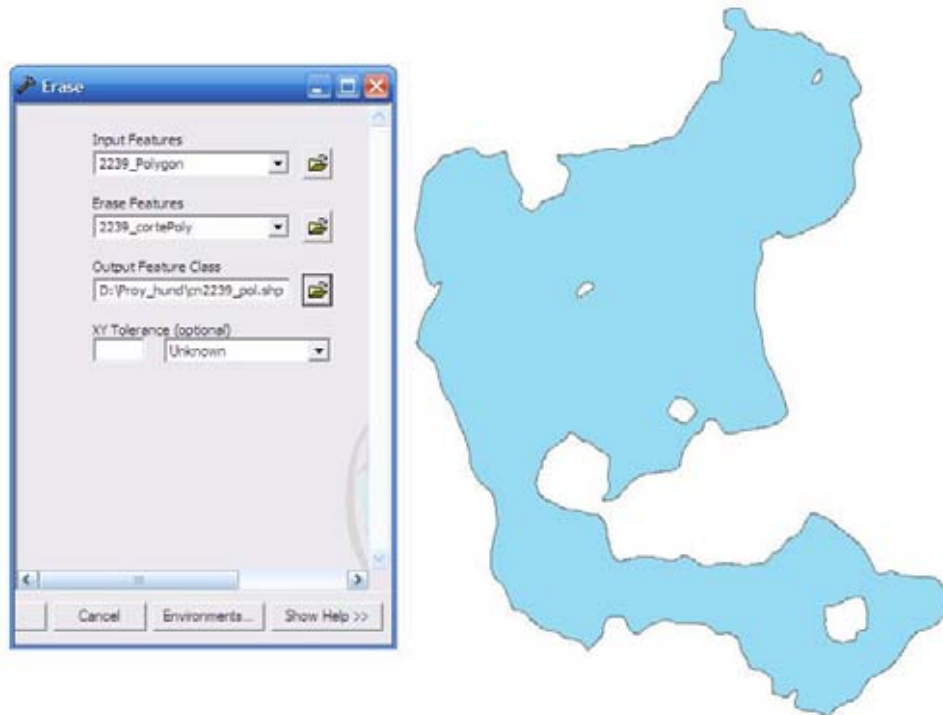 Erase
Input Features
2239_Polygon
Erase Features
2239_cortePoly
Output Feature Class
D:\Proy_hund\cn2239_pol.shp
XY Tolerance (optional)
Unknown
Cancel Environments... Show Help >>